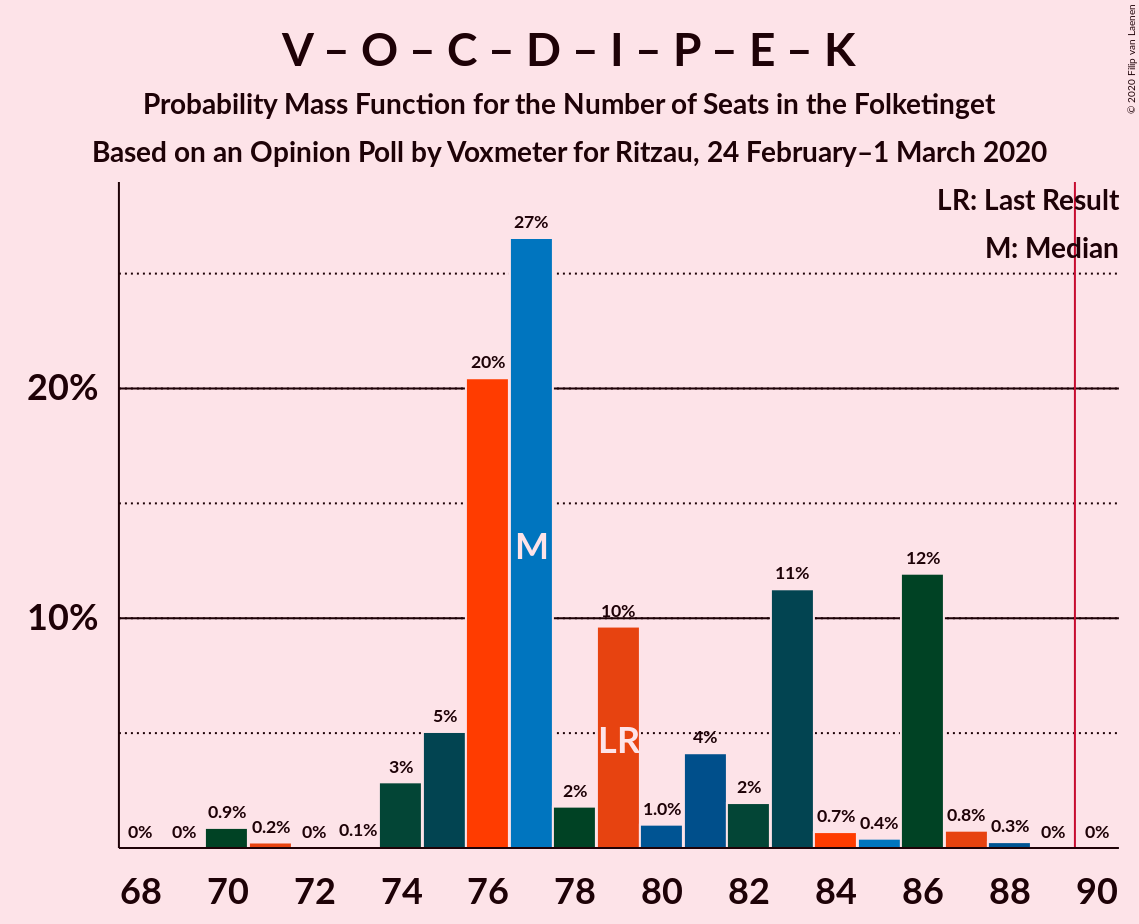 V – O – C – D – I – P – E – K
Probability Mass Function for the Number of Seats in the Folketinget
Based on an Opinion Poll by Voxmeter for Ritzau, 24 February–1 March 2020
© 2020 Filip van Laenen
LR: Last Result
M: Median
20%
10%
0% 0% 0.9% 0.2% 0% 0.1% 3% 5% 20% 27% 2% 10% 1.0% 4% 2% 11% 0.7% 0.4% 12% 0.8% 0.3% 0% 0%
M
LR
68 70 72 74 76 78 80 82 84 86 88 90